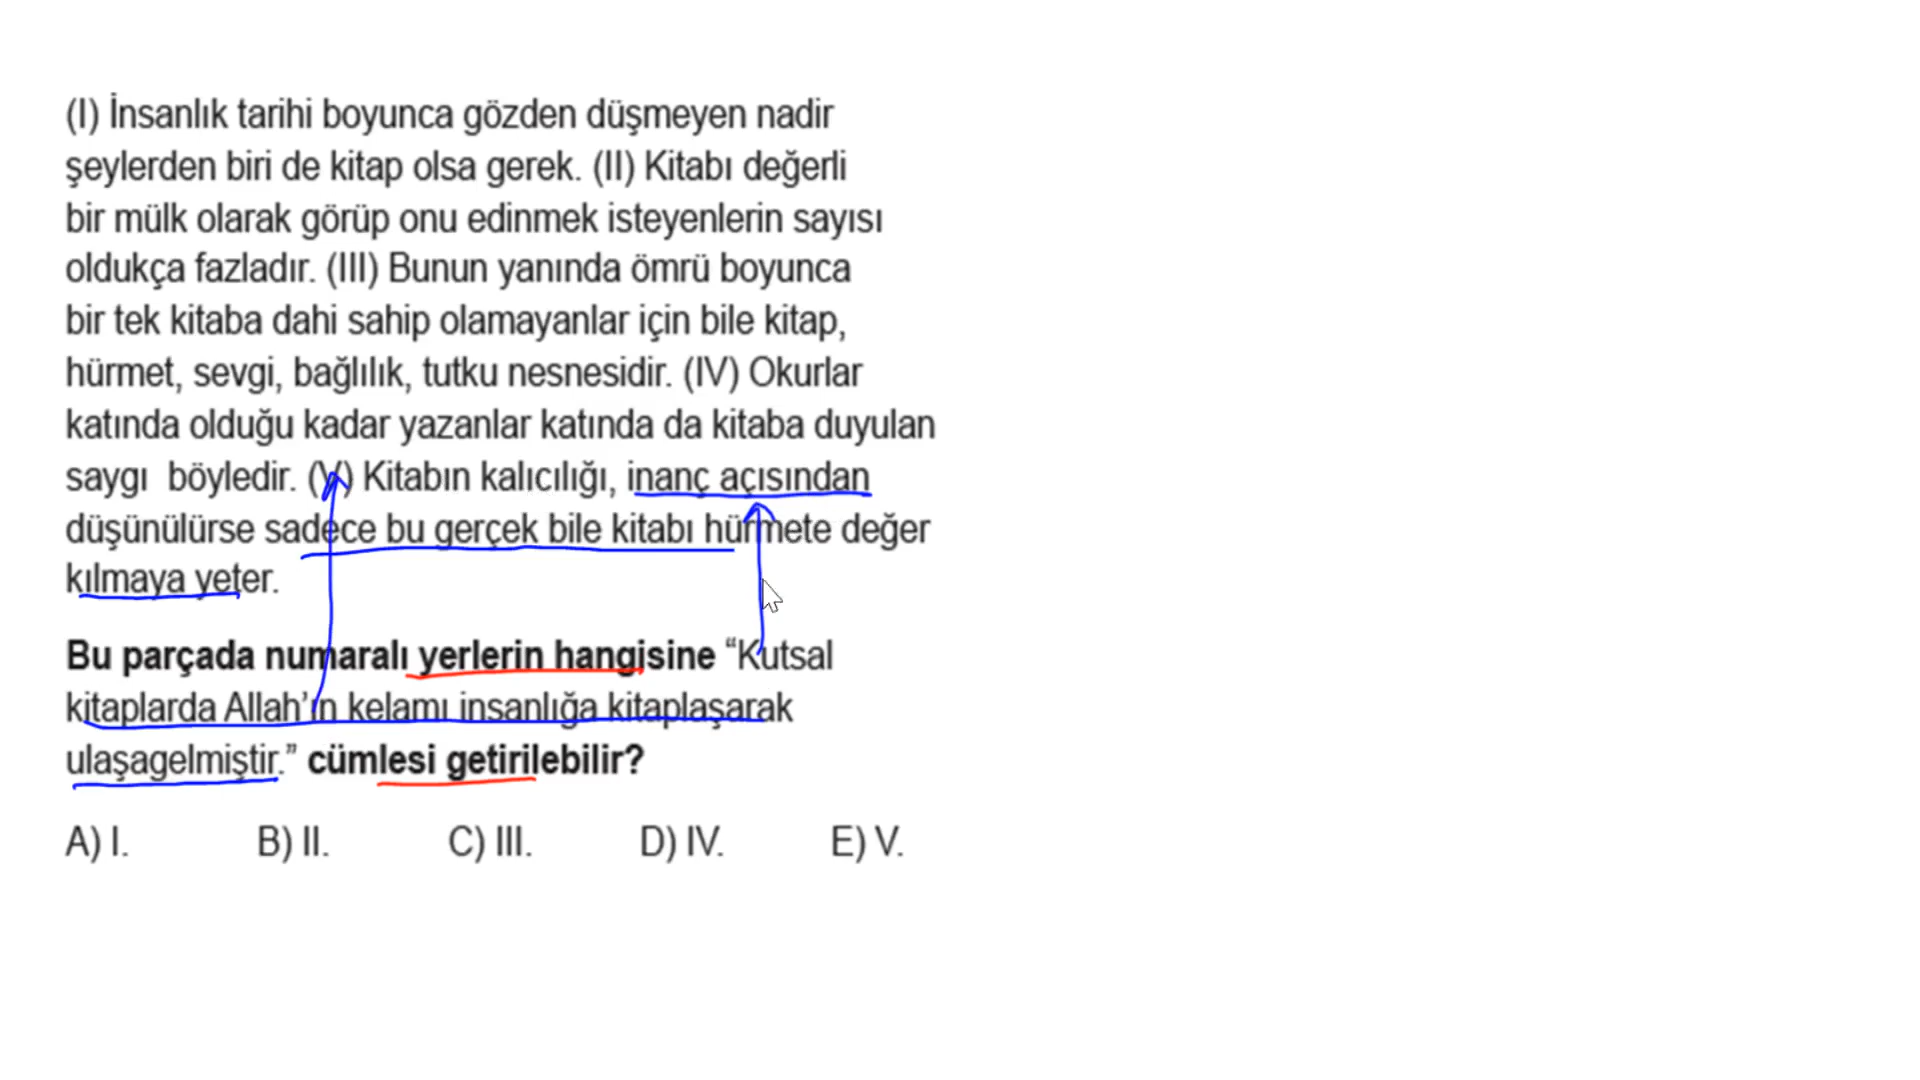 (I) İnsanlık tarihi boyunca gözden düşmeyen nadir
şeylerden biri de kitap olsa gerek. (II) Kitabı değerli
bir mülk olarak görüp onu edinmek isteyenlerin sayısı
oldukça fazladır. (III) Bunun yanında ömrü boyunca
bir tek kitaba dahi sahip olamayanlar için bile kitap,
hürmet, sevgi, bağlılık, tutku nesnesidir. (IV) Okurlar
katında olduğu kadar yazanlar katında da kitaba duyulan
saygı böyledir. (V) Kitabın kalıcılığı, inanç açısından
düşünülürse sadece bu gerçek bile kitabı hürmete değer
kılmaya yeter.
Bu parçada numaralı yerlerin hangisine “Kutsal
kitaplarda Allah’ın kelamı insanlığa kitaplaşarak
ulaşagelmiştir.” cümlesi getirilebilir?
A) I. B) II. C) III. D) IV. E) V.